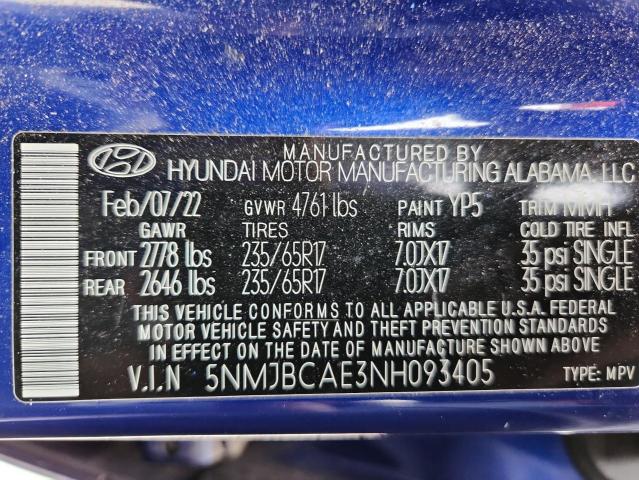 MANUFACTURED BY
HYUNDAI MOTOR MANUFACTURING ALABAMA, LLC
Feb/07/22 GVWR 4761 lbs PAINT YP5 TRIM MMH
GAWR TIRES RIMS COLD TIRE INFL
FRONT 2778 lbs 235/65R17 7.0JX17 35 psi SINGLE
REAR 2646 lbs 235/65R17 7.0JX17 35 psi SINGLE
THIS VEHICLE CONFORMS TO ALL APPLICABLE U.S.A. FEDERAL
MOTOR VEHICLE SAFETY AND THEFT PREVENTION STANDARDS
IN EFFECT ON THE DATE OF MANUFACTURE SHOWN ABOVE
V.I.N 5NMJBCAE3NH093405 TYPE: MPV